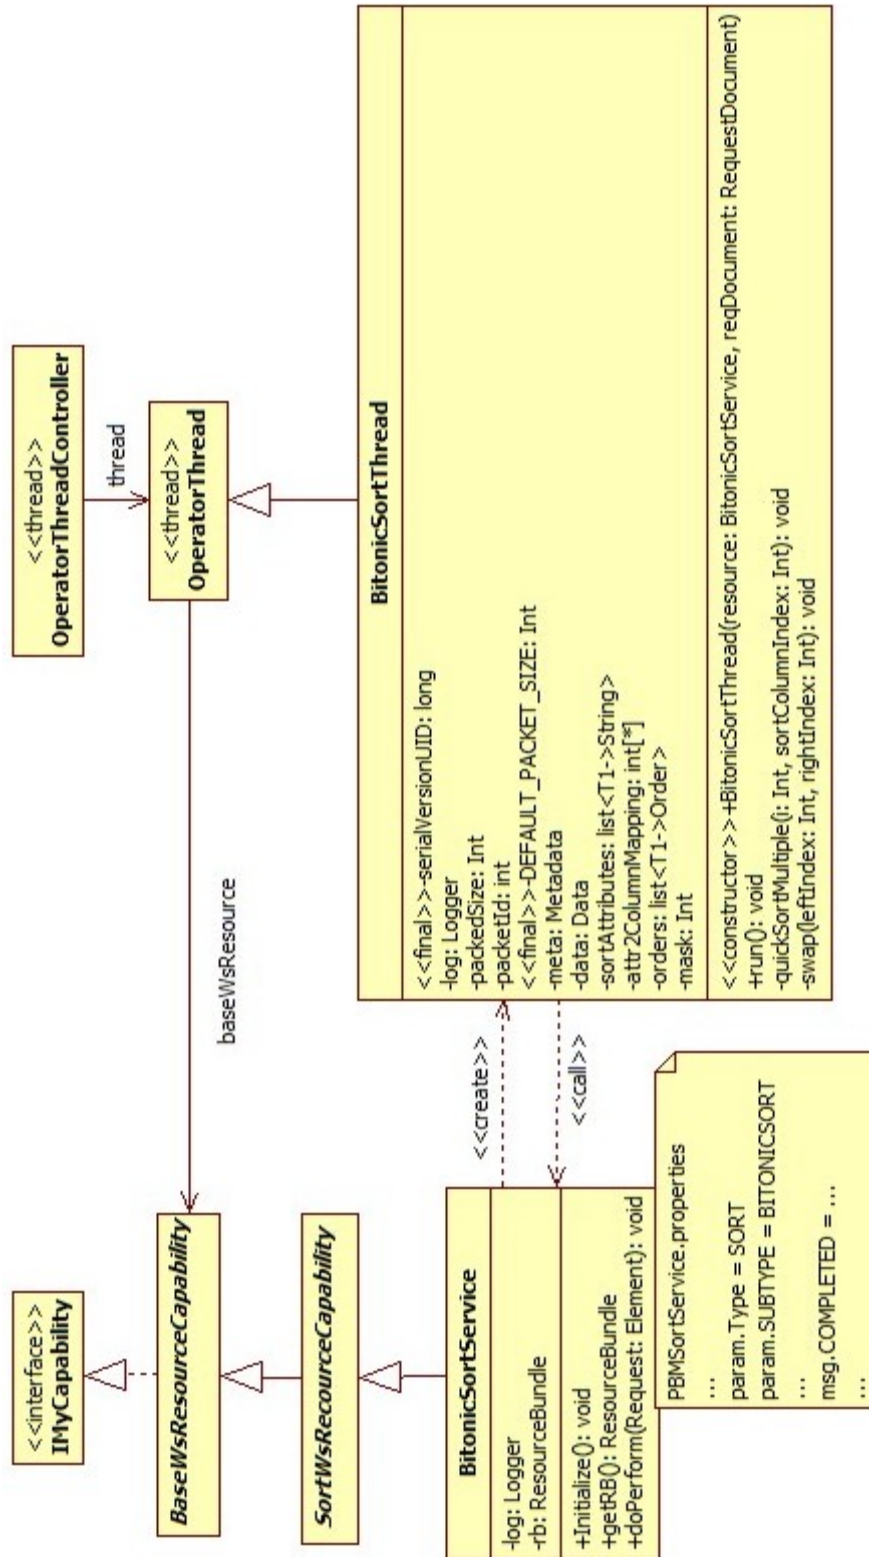 <<interface>>
IMyCapability
BaseWsResourceCapability
SortWsRecourceCapability
BitonicSortService
-log: Logger
-rb: ResourceBundle
+Initialize(): void
+getRB(): ResourceBundle
+doPerform(Request: Element): void
PBMSortService.properties
...
param.Type = SORT
param.SUBTYPE = BITONICSORT
...
msg.COMPLETED = ...
...
<<create>>
<<call>>
baseWsResource
<<thread>>
OperatorThreadController
thread
<<thread>>
OperatorThread
BitonicSortThread
<<final>>-serialVersionUID: long
-log: Logger
-packedSize: Int
-packetId: int
<<final>>-DEFAULT_PACKET_SIZE: Int
-meta: Metadata
-data: Data
-sortAttributes: list<T1->String>
-attr2ColumnMapping: int[*]
-orders: list<T1->Order>
-mask: Int
<<constructor>>+BitonicSortThread(resource: BitonicSortService, reqDocument: RequestDocument)
+run(): void
-quickSortMultiple(i: Int, sortColumnIndex: Int): void
-swap(leftIndex: Int, rightIndex: Int): void